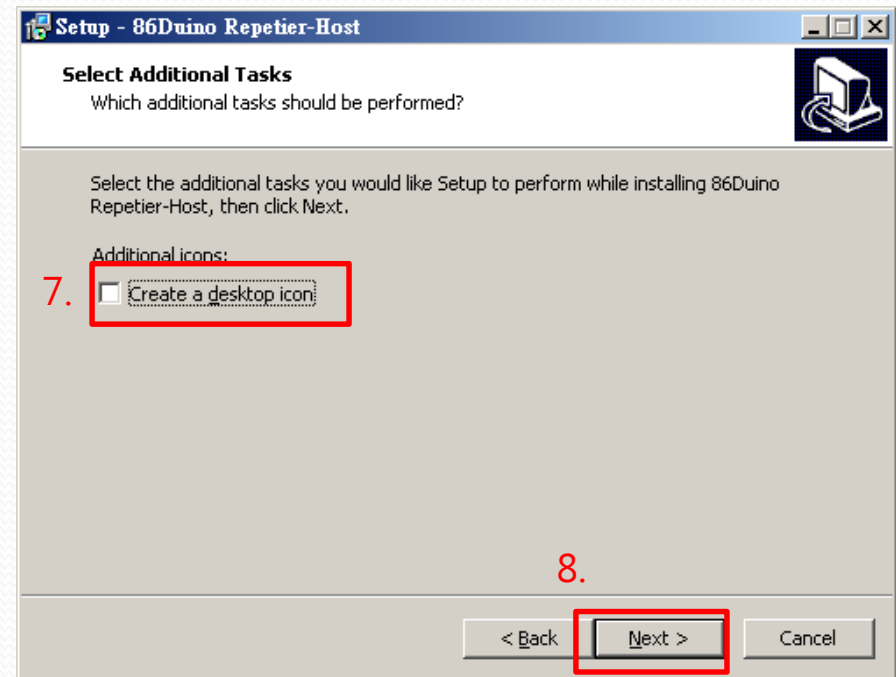 Setup - 86Duino Repetier-Host
Select Additional Tasks
Which additional tasks should be performed?
Select the additional tasks you would like Setup to perform while installing 86Duino
Repetier-Host, then click Next.
Additional icons:
7. Create a desktop icon
8.
< Back Next > Cancel